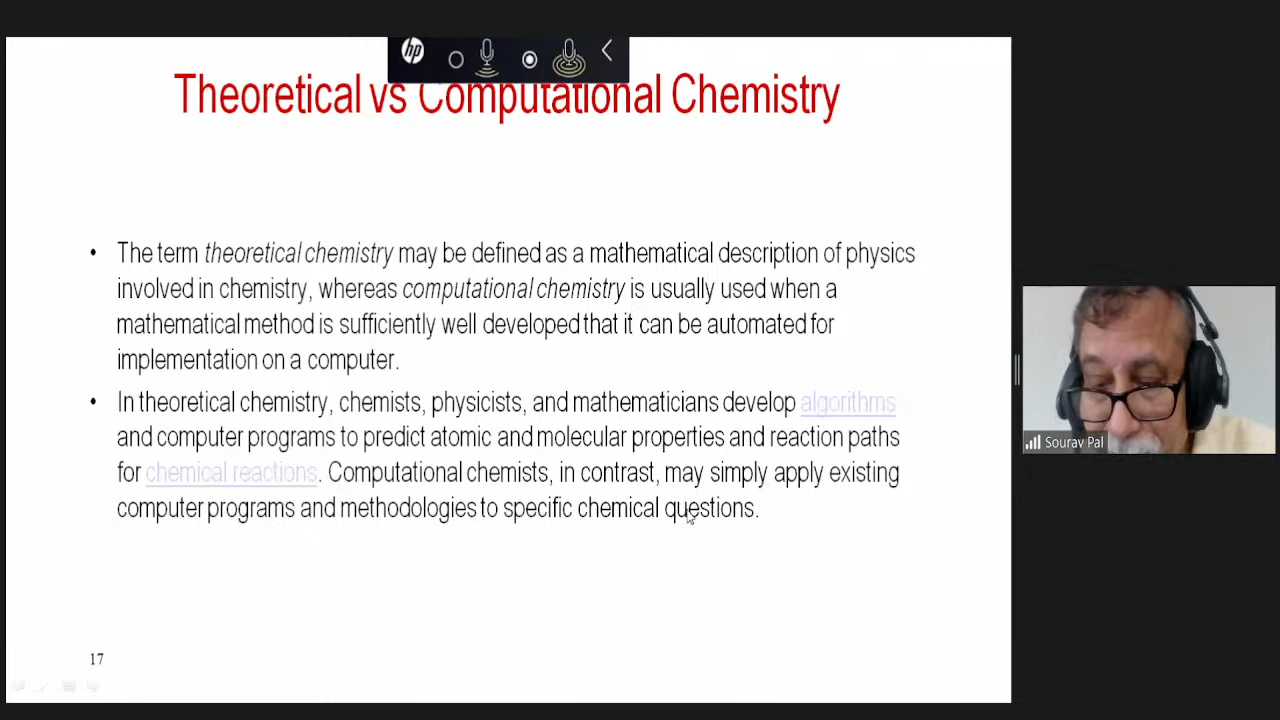 hp
Theoretical vs Computational Chemistry
• The term theoretical chemistry may be defined as a mathematical description of physics
involved in chemistry, whereas computational chemistry is usually used when a
mathematical method is sufficiently well developed that it can be automated for
implementation on a computer.
• In theoretical chemistry, chemists, physicists, and mathematicians develop algorithms
and computer programs to predict atomic and molecular properties and reaction paths
for chemical reactions. Computational chemists, in contrast, may simply apply existing
computer programs and methodologies to specific chemical questions.
Sourav Pal
17